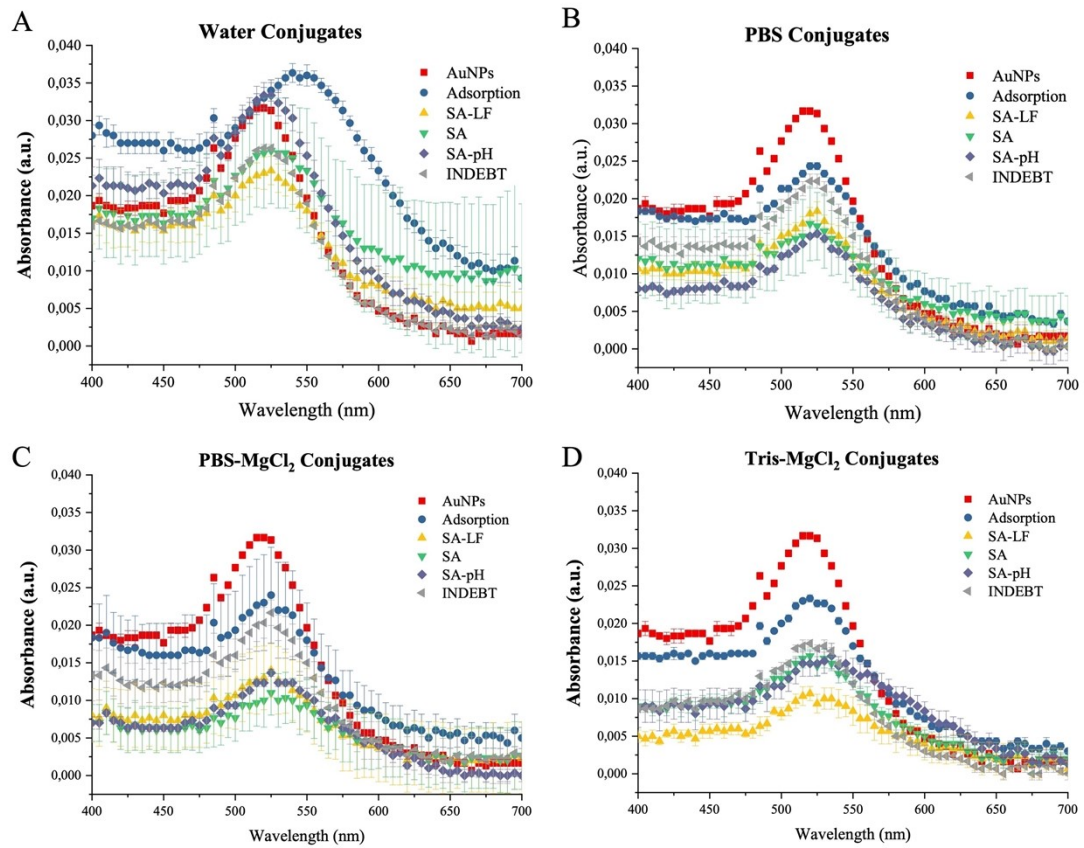 A
Water Conjugates
0,040
0,035
0,030
0,025
0,020
0,015
0,010
0,005
0,000
Absorbance (a.u.)
AuNPs
Adsorption
SA-LF
SA
SA-pH
INDEBT
400 450 500 550 600 650 700
Wavelength (nm)
B
PBS Conjugates
0,040
0,035
0,030
0,025
0,020
0,015
0,010
0,005
0,000
Absorbance (a.u.)
AuNPs
Adsorption
SA-LF
SA
SA-pH
INDEBT
400 450 500 550 600 650 700
Wavelength (nm)
C
PBS-MgCl₂ Conjugates
0,040
0,035
0,030
0,025
0,020
0,015
0,010
0,005
0,000
Absorbance (a.u.)
AuNPs
Adsorption
SA-LF
SA
SA-pH
INDEBT
400 450 500 550 600 650 700
Wavelength (nm)
D
Tris-MgCl₂ Conjugates
0,040
0,035
0,030
0,025
0,020
0,015
0,010
0,005
0,000
Absorbance (a.u.)
AuNPs
Adsorption
SA-LF
SA
SA-pH
INDEBT
400 450 500 550 600 650 700
Wavelength (nm)